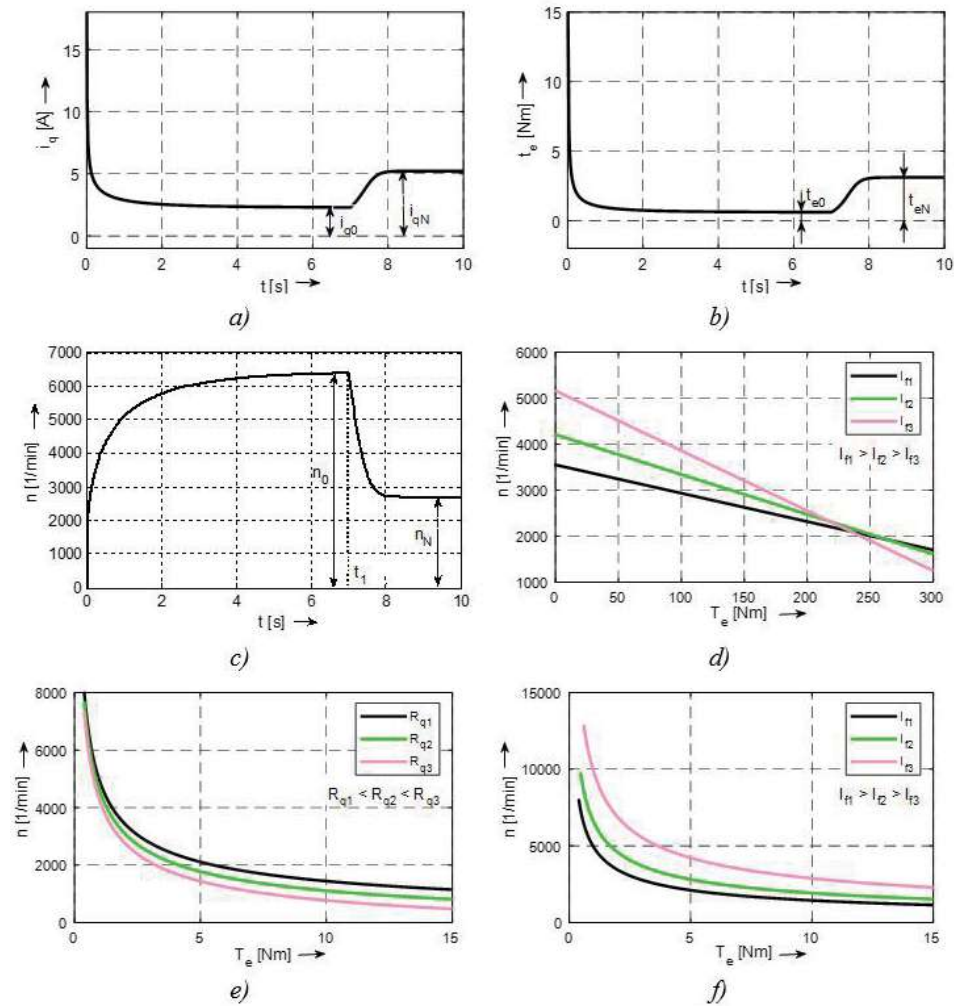 15
10
5
0
i_q [A]
0 2 4 6 8 10
t [s]
i_q0
i_qN
a)
15
10
5
0
t_e [Nm]
0 2 4 6 8 10
t [s]
t_e0
t_eN
b)
7000
6000
5000
4000
3000
2000
1000
0
n [1/min]
0 2 4 6 8 10
t [s]
n_0
t_1
n_N
c)
6000
5000
4000
3000
2000
1000
n [1/min]
0 50 100 150 200 250 300
T_e [Nm]
I_f1
I_f2
I_f3
I_f1 > I_f2 > I_f3
d)
8000
6000
4000
2000
0
n [1/min]
0 5 10 15
T_e [Nm]
R_q1
R_q2
R_q3
R_q1 < R_q2 < R_q3
e)
15000
10000
5000
0
n [1/min]
0 5 10 15
T_e [Nm]
I_f1
I_f2
I_f3
I_f1 > I_f2 > I_f3
f)